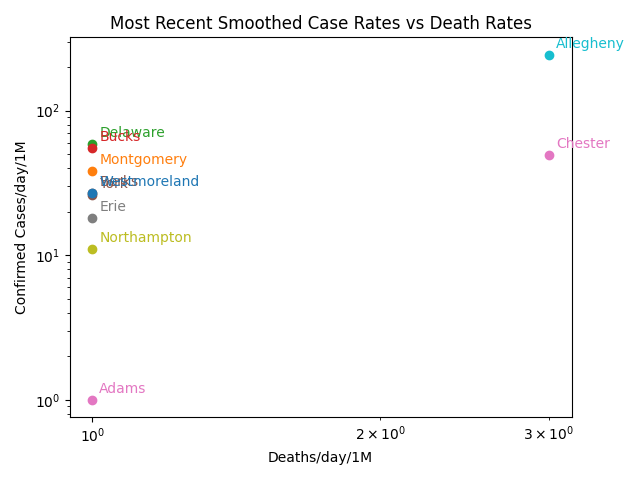 Most Recent Smoothed Case Rates vs Death Rates
Allegheny
Delaware
Bucks
Chester
Montgomery
Westmoreland
York
Erie
Northampton
Adams
10²
10¹
10⁰
Confirmed Cases/day/1M
10⁰
2 × 10⁰
3 × 10⁰
Deaths/day/1M